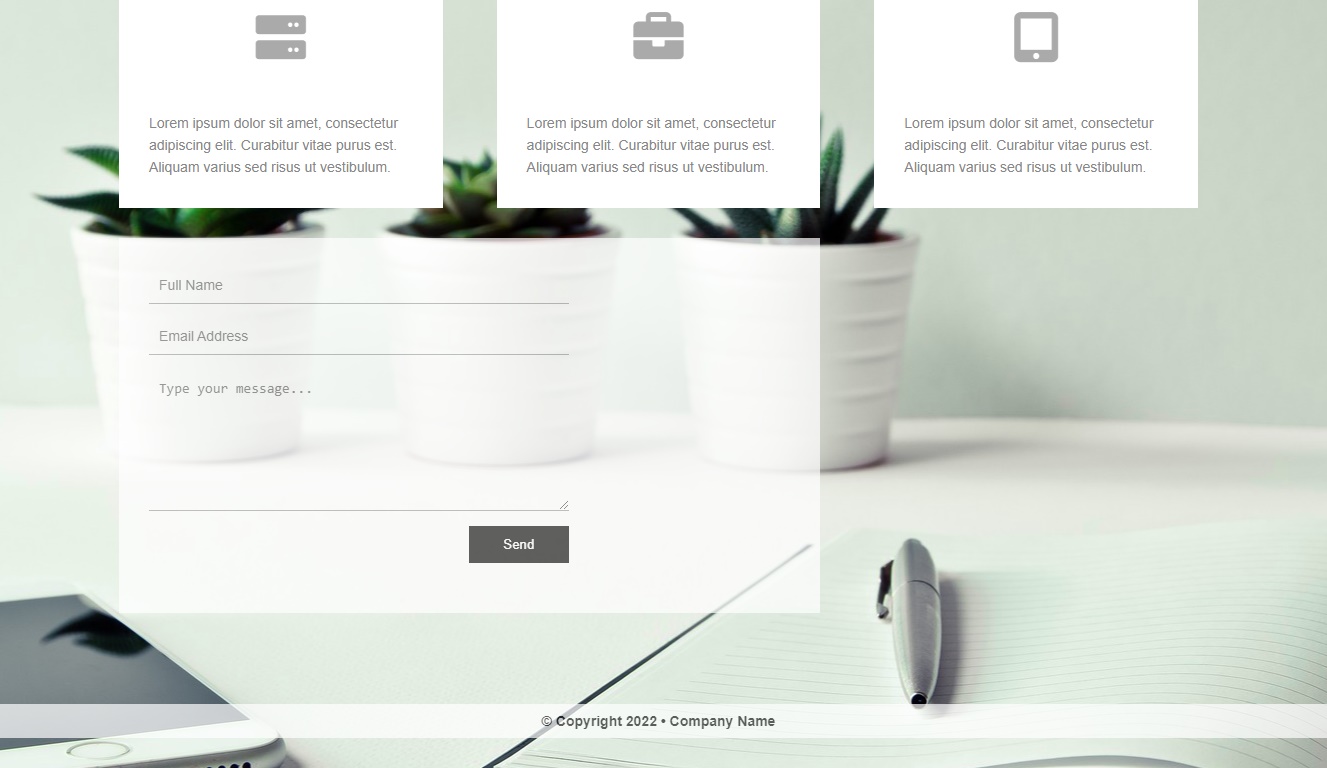 Lorem ipsum dolor sit amet, consectetur
adipiscing elit. Curabitur vitae purus est.
Aliquam varius sed risus ut vestibulum.
Lorem ipsum dolor sit amet, consectetur
adipiscing elit. Curabitur vitae purus est.
Aliquam varius sed risus ut vestibulum.
Lorem ipsum dolor sit amet, consectetur
adipiscing elit. Curabitur vitae purus est.
Aliquam varius sed risus ut vestibulum.
Full Name
Email Address
Type your message...
Send
© Copyright 2022 • Company Name